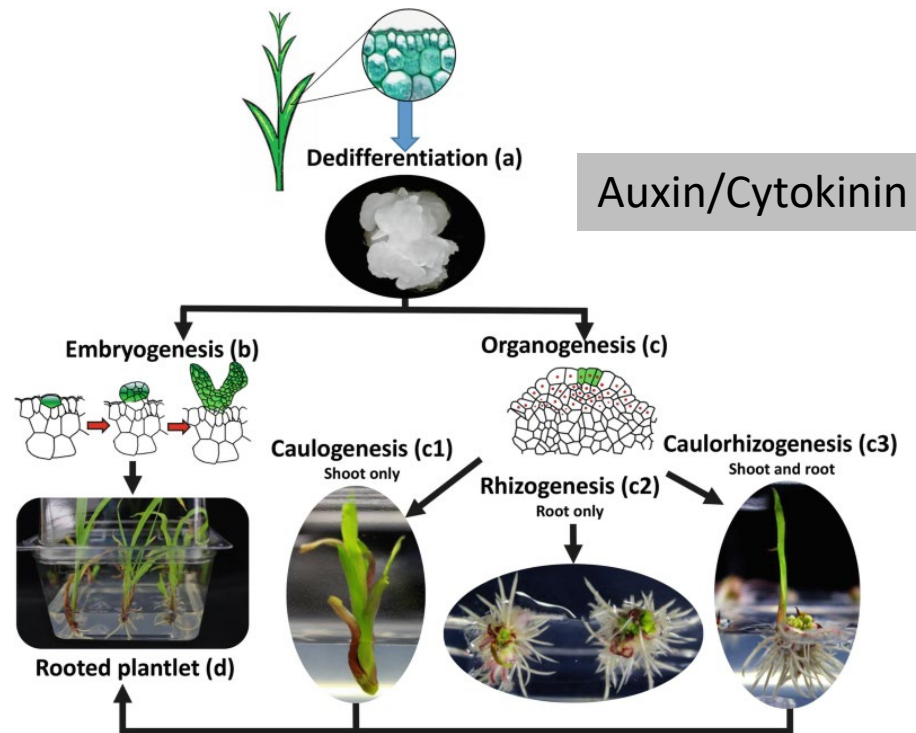 Dedifferentiation (a)
Auxin/Cytokinin
Embryogenesis (b)
Organogenesis (c)
Caulogenesis (c1)
Shoot only
Rhizogenesis (c2)
Root only
Caulorhizogenesis (c3)
Shoot and root
Rooted plantlet (d)